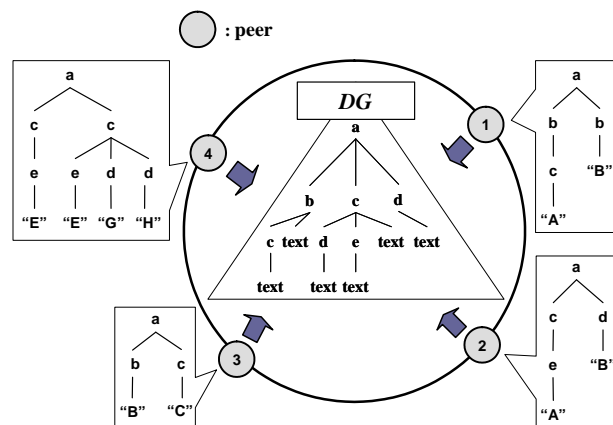 : peer
DG
a
b c d
c text d e text text
text text text
1
a
b b
c “B”
“A”
2
a
c d
e “B”
“A”
3
a
b c
“B” “C”
4
a
c c
e e d d
“E” “E” “G” “H”